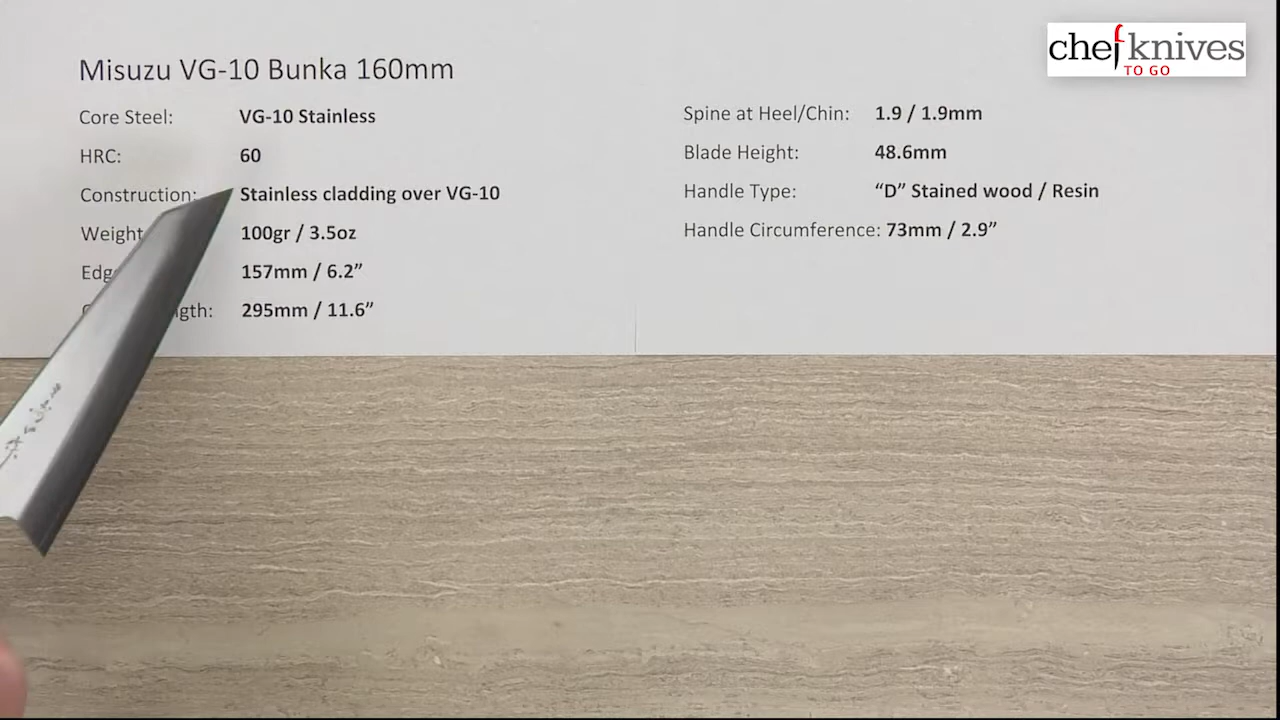 Misuzu VG-10 Bunka 160mm
Core Steel: VG-10 Stainless
HRC: 60
Construction: Stainless cladding over VG-10
Weight 100gr / 3.5oz
157mm / 6.2”
295mm / 11.6”
Spine at Heel/Chin: 1.9 / 1.9mm
Blade Height: 48.6mm
Handle Type: “D” Stained wood / Resin
Handle Circumference: 73mm / 2.9”
chef knives
TO GO